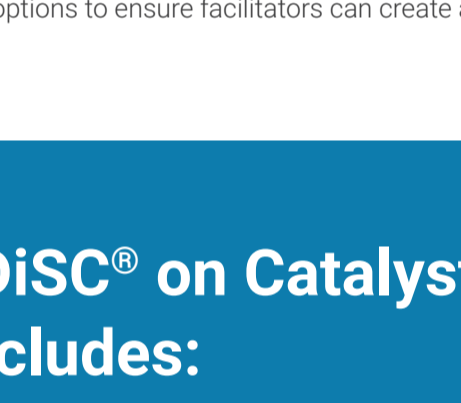 options to ensure facilitators can create
DiSC® on Catalyst
cludes: